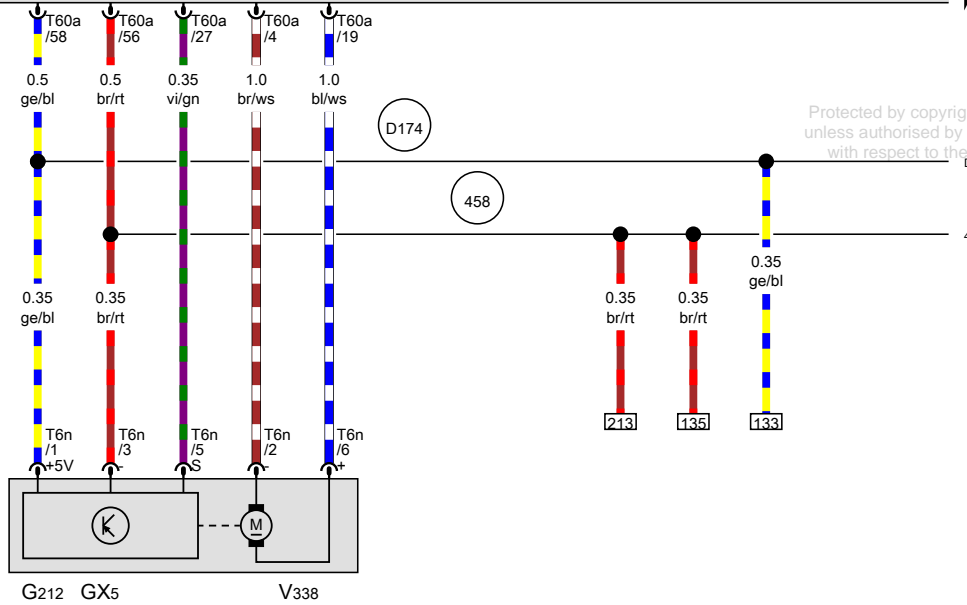 T60a T60a T60a T60a T60a
/58 /56 /27 /4 /19
0.5 0.5 0.35 1.0 1.0
ge/bl br/rt vi/gn br/ws bl/ws
Protected by copyrig
D174
unless authorised by
with respect to the
458
0.35
ge/bl
0.35 0.35 0.35 0.35
ge/bl br/rt br/rt br/rt
213 135 133
T6n T6n T6n T6n T6n
/1 /3 /5 /2 /6
+5V - S - +
M
G212 GX5 V338